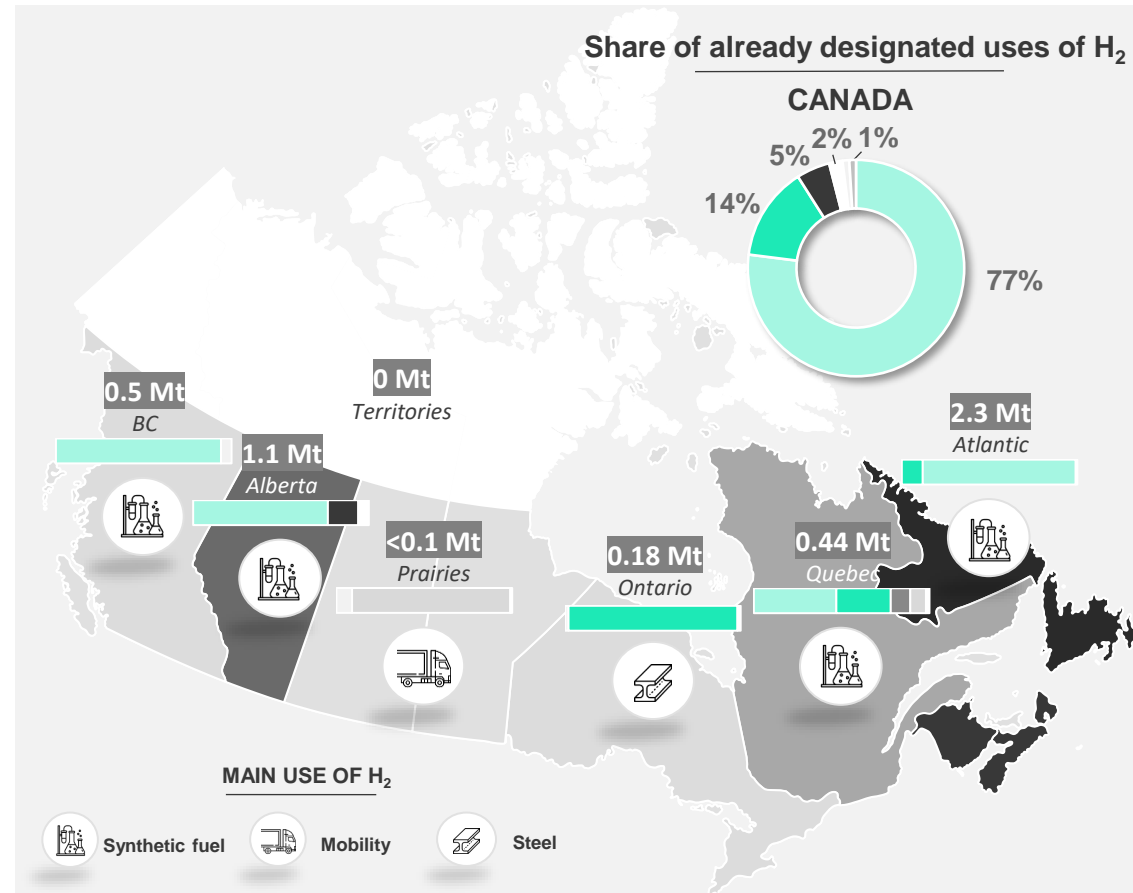 Share of already designated uses of H₂
CANADA
2%
1%
5%
14%
77%
0.5 Mt
BC
0 Mt
Territories
2.3 Mt
Atlantic
1.1 Mt
Alberta
<0.1 Mt
Prairies
0.18 Mt
Ontario
0.44 Mt
Quebec
MAIN USE OF H₂
Synthetic fuel
Mobility
Steel